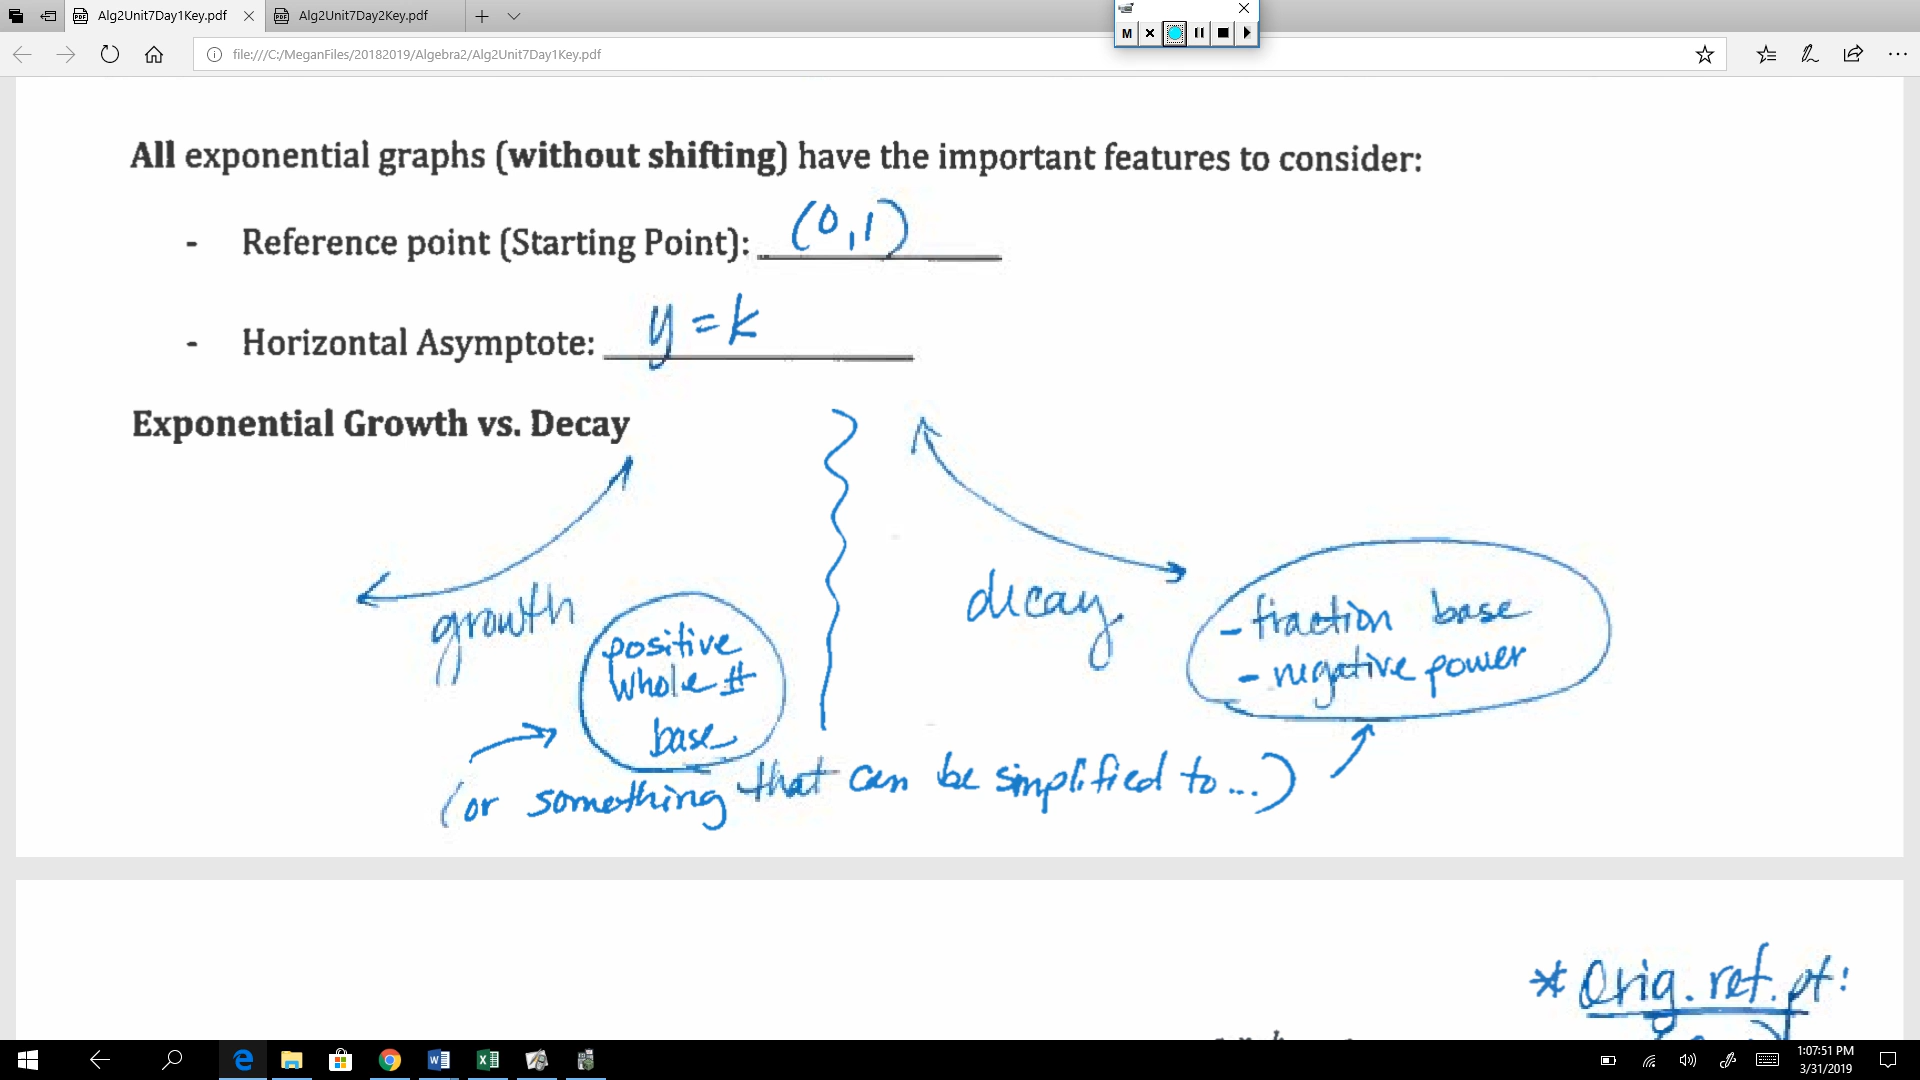 Alg2Unit7Day1Key.pdf
Alg2Unit7Day2Key.pdf
M
file:///C:/MeganFiles/20182019/Algebra2/Alg2Unit7Day1Key.pdf
All exponential graphs (without shifting) have the important features to consider:
- Reference point (Starting Point): (0,1)
- Horizontal Asymptote: y = k
Exponential Growth vs. Decay
growth
positive
whole #
base
decay
- fraction base
- negative power
(or something that can be simplified to...)
* Orig. ref. pt:
1:07:51 PM
3/31/2019